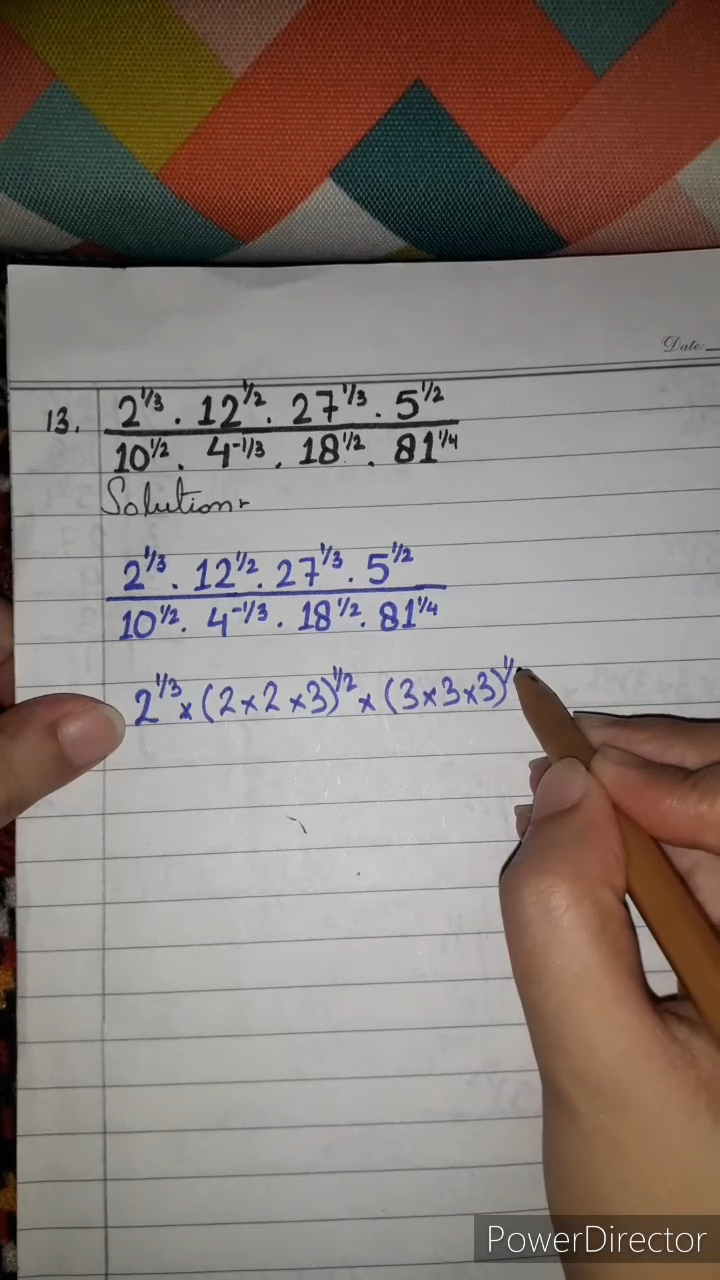 Date:
13. 2^1/3 . 12^1/2 . 27^1/3 . 5^1/2
10^1/2 . 4^-1/3 . 18^1/2 . 81^1/4
Solution:-
2^1/3 . 12^1/2 . 27^1/3 . 5^1/2
10^1/2 . 4^-1/3 . 18^1/2 . 81^1/4
2^1/3 × (2×2×3)^1/2 × (3×3×3)^1/
PowerDirector